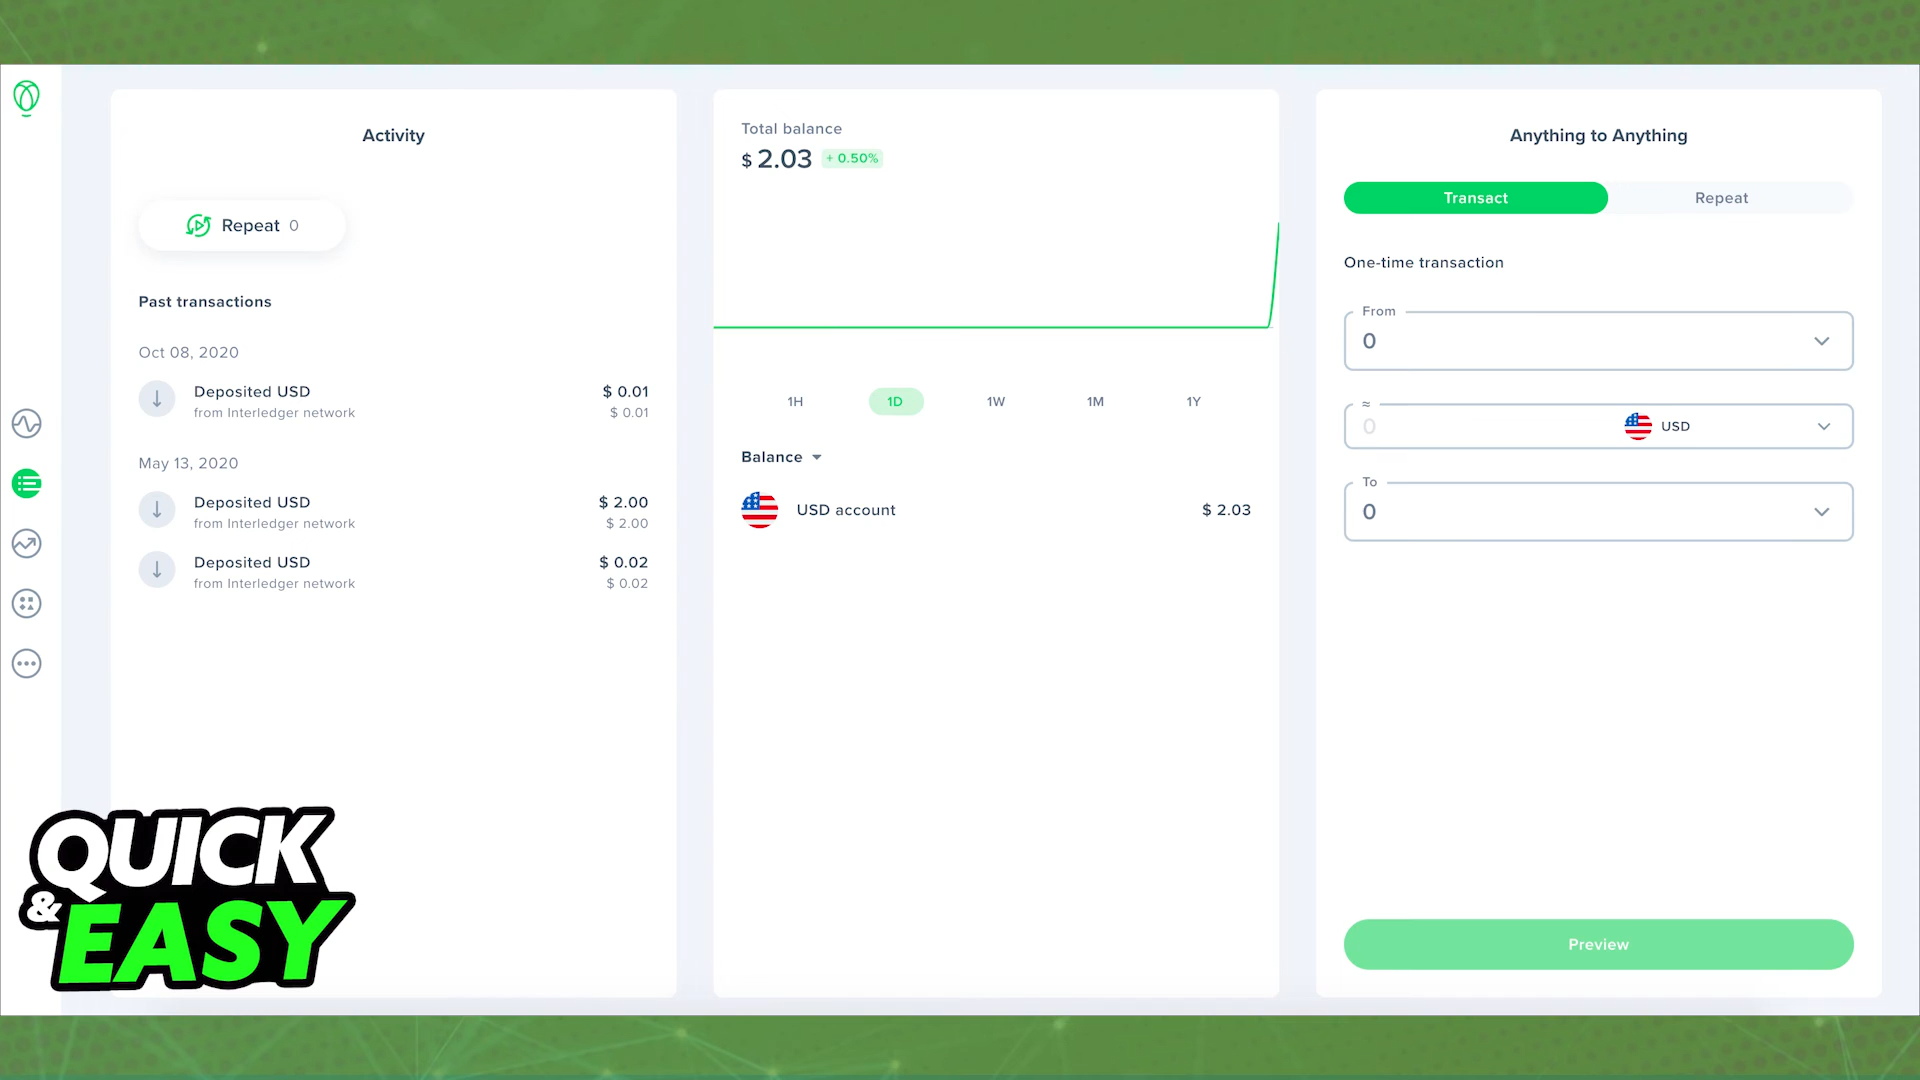 Activity
Repeat 0
Past transactions
Oct 08, 2020
Deposited USD $ 0.01
from Interledger network $ 0.01
May 13, 2020
Deposited USD $ 2.00
from Interledger network $ 2.00
Deposited USD $ 0.02
from Interledger network $ 0.02
Total balance
$ 2.03 + 0.50%
1H 1D 1W 1M 1Y
Balance
USD account $ 2.03
Anything to Anything
Transact Repeat
One-time transaction
From
0
≈
0 USD
To
0
Preview
QUICK
& EASY